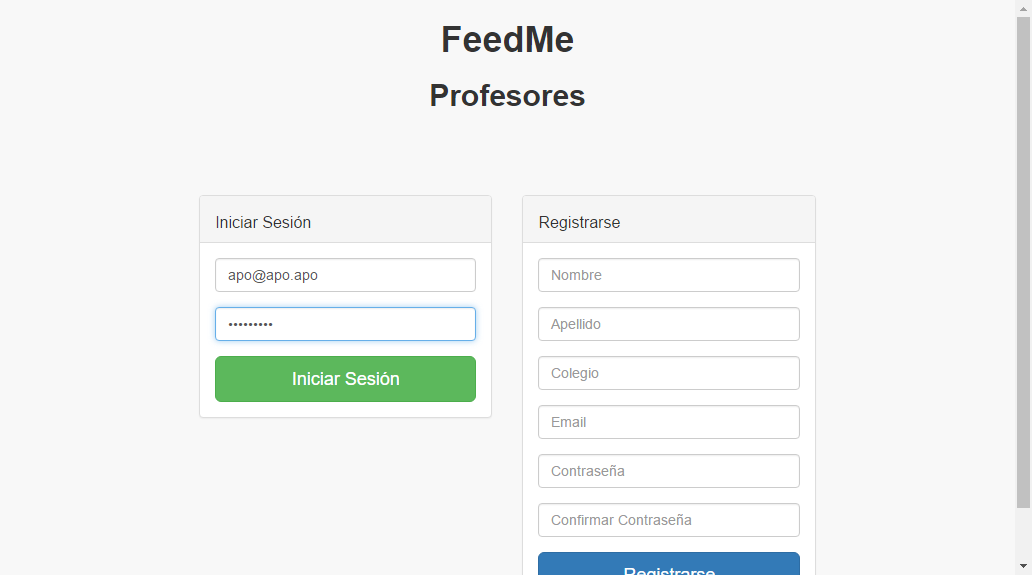 FeedMe
Profesores
Iniciar Sesión
apo@apo.apo
•••••••••
Iniciar Sesión
Registrarse
Nombre
Apellido
Colegio
Email
Contraseña
Confirmar Contraseña
Registrarse